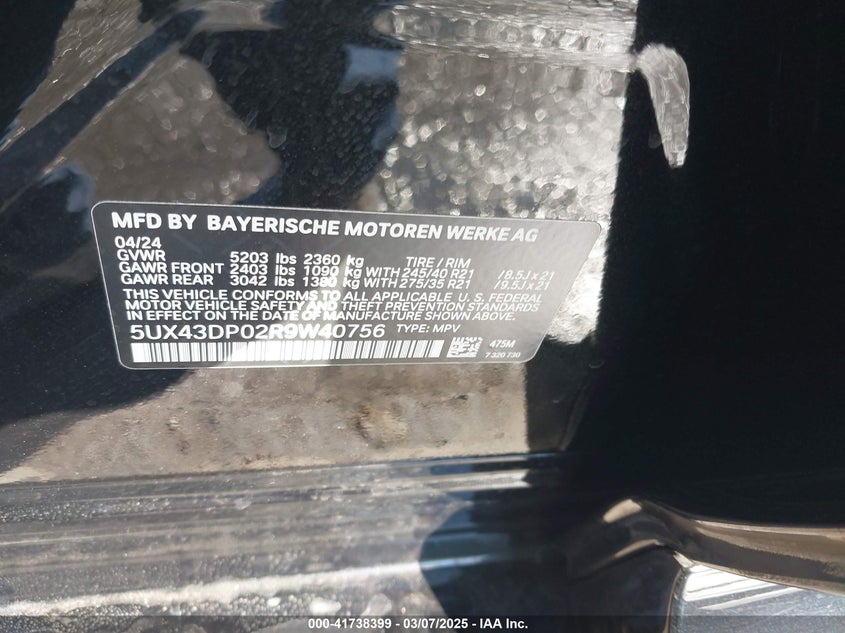 MFD BY BAYERISCHE MOTOREN WERKE AG
04/24
GVWR 5203 lbs 2360 kg TIRE / RIM
GAWR FRONT 2403 lbs 1090 kg WITH 245/40 R21 / 8.5J x 21
GAWR REAR 3042 lbs 1380 kg WITH 275/35 R21 / 9.5J x 21
THIS VEHICLE CONFORMS TO ALL APPLICABLE U.S. FEDERAL
MOTOR VEHICLE SAFETY AND THEFT PREVENTION STANDARDS
IN EFFECT ON THE DATE OF MANUFACTURE SHOWN ABOVE.
5UX43DP02R9W40756 TYPE: MPV
475M
7 320 730
000-41738399 - 03/07/2025 - IAA Inc.